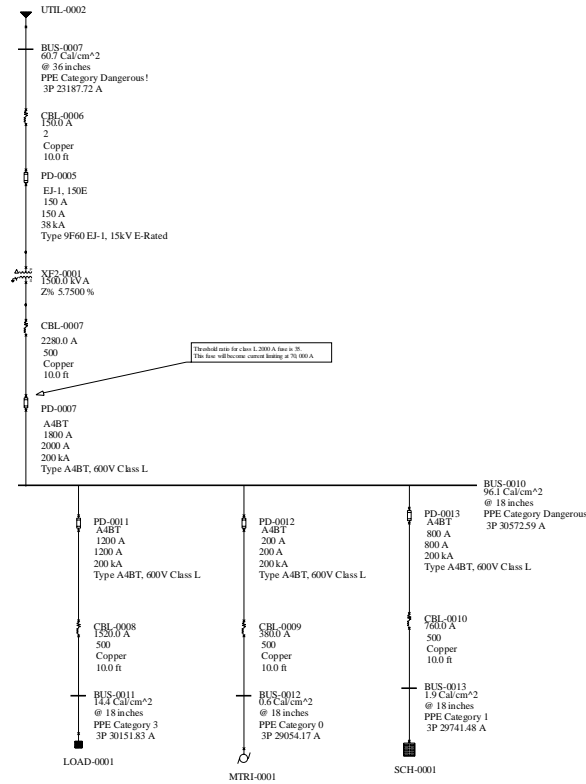 UTIL-0002
BUS-0007
60.7 Cal/cm^2
@ 36 inches
PPE Category Dangerous!
3P 23187.72 A
CBL-0006
150.0 A
2
Copper
10.0 ft
PD-0005
EJ-1, 150E
150 A
150 A
38 kA
Type 9F60 EJ-1, 15kV E-Rated
XF2-0001
1500.0 kVA
Z% 5.7500 %
CBL-0007
2280.0 A
500
Copper
10.0 ft
Threshold ratio for class L 2000 A fuse is 35.
This fuse will become current limiting at 70,000 A
PD-0007
A4BT
1800 A
2000 A
200 kA
Type A4BT, 600V Class L
BUS-0010
96.1 Cal/cm^2
@ 18 inches
PPE Category Dangerous
3P 30572.59 A
PD-0011
A4BT
1200 A
1200 A
200 kA
Type A4BT, 600V Class L
CBL-0008
1520.0 A
500
Copper
10.0 ft
BUS-0011
14.4 Cal/cm^2
@ 18 inches
PPE Category 3
3P 30151.83 A
LOAD-0001
PD-0012
A4BT
200 A
200 A
200 kA
Type A4BT, 600V Class L
CBL-0009
380.0 A
500
Copper
10.0 ft
BUS-0012
0.6 Cal/cm^2
@ 18 inches
PPE Category 0
3P 29054.17 A
MTRI-0001
PD-0013
A4BT
800 A
800 A
200 kA
Type A4BT, 600V Class L
CBL-0010
760.0 A
500
Copper
10.0 ft
BUS-0013
1.9 Cal/cm^2
@ 18 inches
PPE Category 1
3P 29741.48 A
SCH-0001